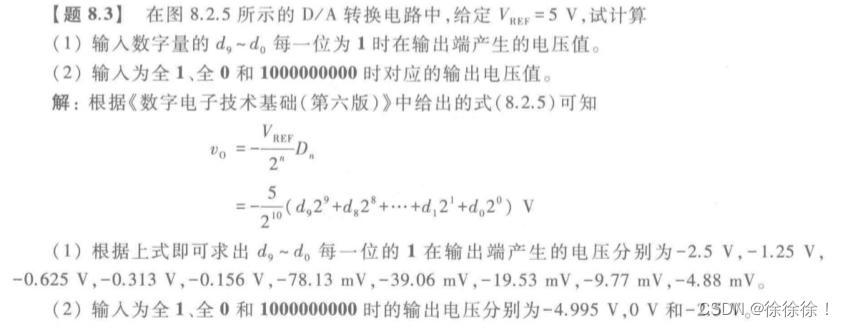 【题 8.3】 在图 8.2.5 所示的 D/A 转换电路中,给定 V_REF = 5 V,试计算
(1) 输入数字量的 d₉ ~ d₀ 每一位为 1 时在输出端产生的电压值。
(2) 输入为全 1、全 0 和 1000000000 时对应的输出电压值。
解:根据《数字电子技术基础(第六版)》中给出的式(8.2.5)可知
v_O = -V_REF/2ⁿ Dₙ
= -5/2¹⁰ (d₉2⁹+d₈2⁸+⋯+d₁2¹+d₀2⁰) V
(1) 根据上式即可求出 d₉ ~ d₀ 每一位的 1 在输出端产生的电压分别为-2.5 V,-1.25 V,
-0.625 V,-0.313 V,-0.156 V,-78.13 mV,-39.06 mV,-19.53 mV,-9.77 mV,-4.88 mV。
(2) 输入为全 1、全 0 和 1000000000 时的输出电压分别为-4.995 V,0 V 和-2.5 V。
CSDN @徐徐徐!